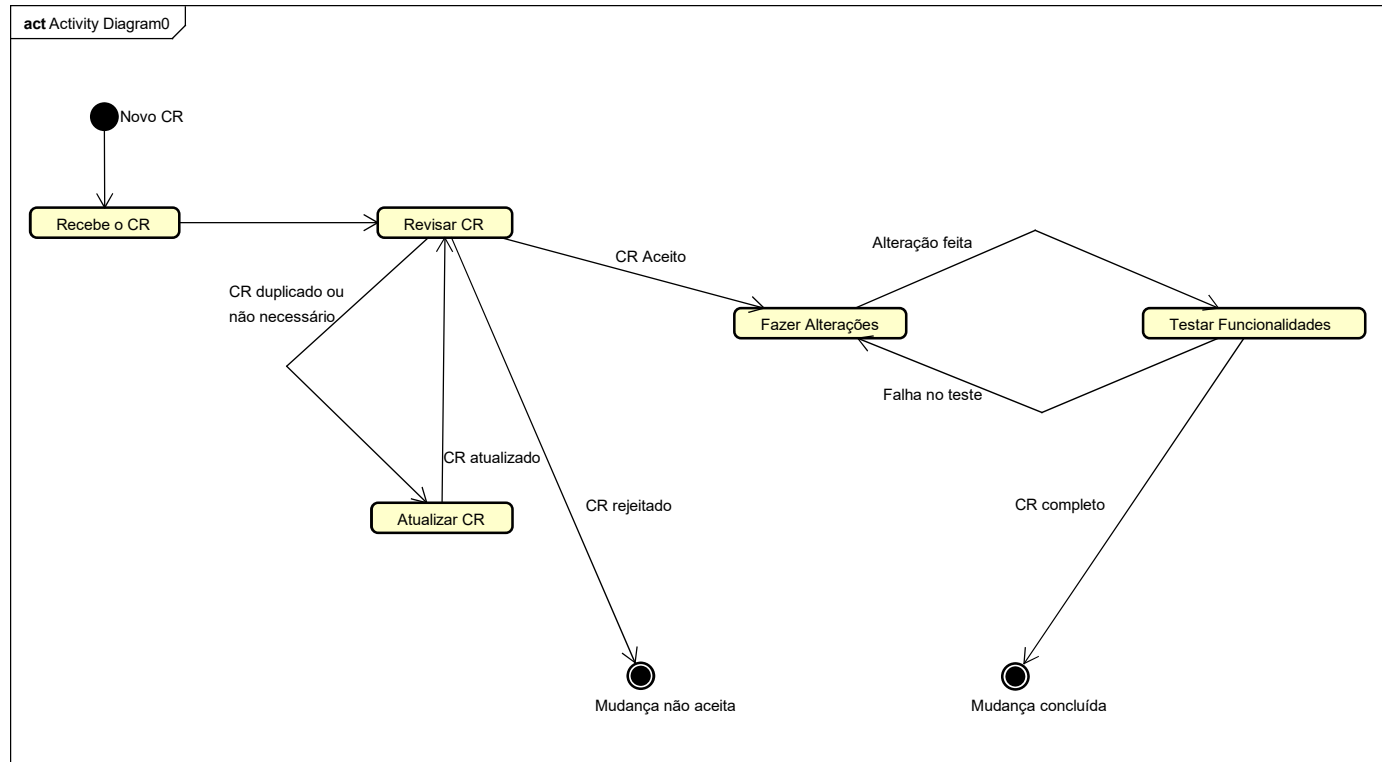 act Activity Diagram0
Novo CR
Recebe o CR
Revisar CR
CR Aceito
Alteração feita
CR duplicado ou
não necessário
Fazer Alterações
Testar Funcionalidades
Falha no teste
CR atualizado
Atualizar CR
CR rejeitado
CR completo
Mudança não aceita
Mudança concluída